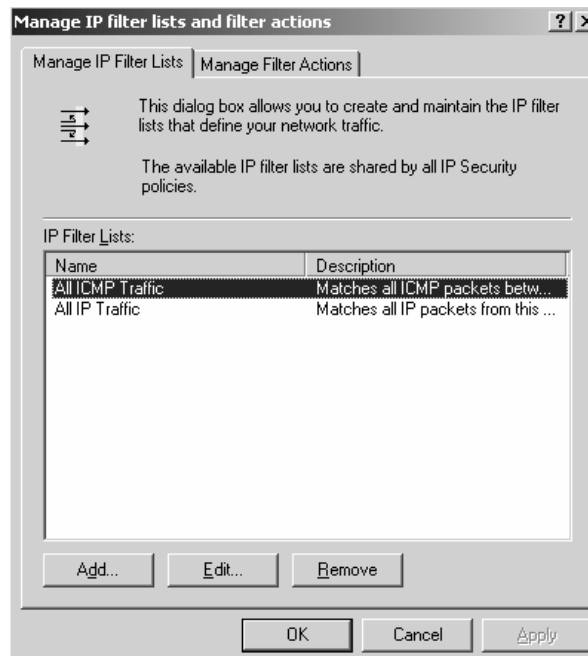 Manage IP filter lists and filter actions
Manage IP Filter Lists
Manage Filter Actions
This dialog box allows you to create and maintain the IP filter
lists that define your network traffic.
The available IP filter lists are shared by all IP Security
policies.
IP Filter Lists:
Name Description
All ICMP Traffic Matches all ICMP packets betw...
All IP Traffic Matches all IP packets from this ...
Add... Edit... Remove
OK Cancel Apply